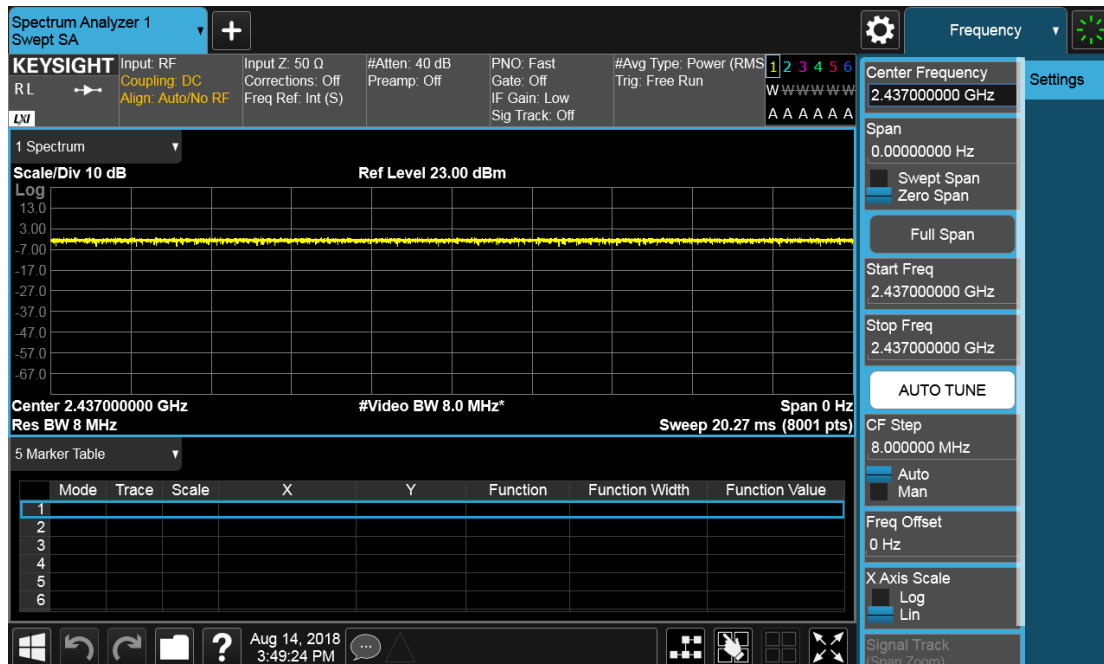 Spectrum Analyzer 1
Swept SA
+
Frequency
KEYSIGHT
RL
LXI
Input: RF
Coupling: DC
Align: Auto/No RF
Input Z: 50 Ω
Corrections: Off
Freq Ref: Int (S)
#Atten: 40 dB
Preamp: Off
PNO: Fast
Gate: Off
IF Gain: Low
Sig Track: Off
#Avg Type: Power (RMS
Trig: Free Run
1 2 3 4 5 6
W W W W W W
A A A A A A
1 Spectrum
Scale/Div 10 dB
Ref Level 23.00 dBm
Log
13.0
3.00
-7.00
-17.0
-27.0
-37.0
-47.0
-57.0
-67.0
Center 2.437000000 GHz
#Video BW 8.0 MHz*
Span 0 Hz
Res BW 8 MHz
Sweep 20.27 ms (8001 pts)
5 Marker Table
Mode Trace Scale X Y Function Function Width Function Value
1
2
3
4
5
6
?
Aug 14, 2018
3:49:24 PM
Center Frequency
2.437000000 GHz
Settings
Span
0.00000000 Hz
Swept Span
Zero Span
Full Span
Start Freq
2.437000000 GHz
Stop Freq
2.437000000 GHz
AUTO TUNE
CF Step
8.000000 MHz
Auto
Man
Freq Offset
0 Hz
X Axis Scale
Log
Lin
Signal Track
(Span Zoom)